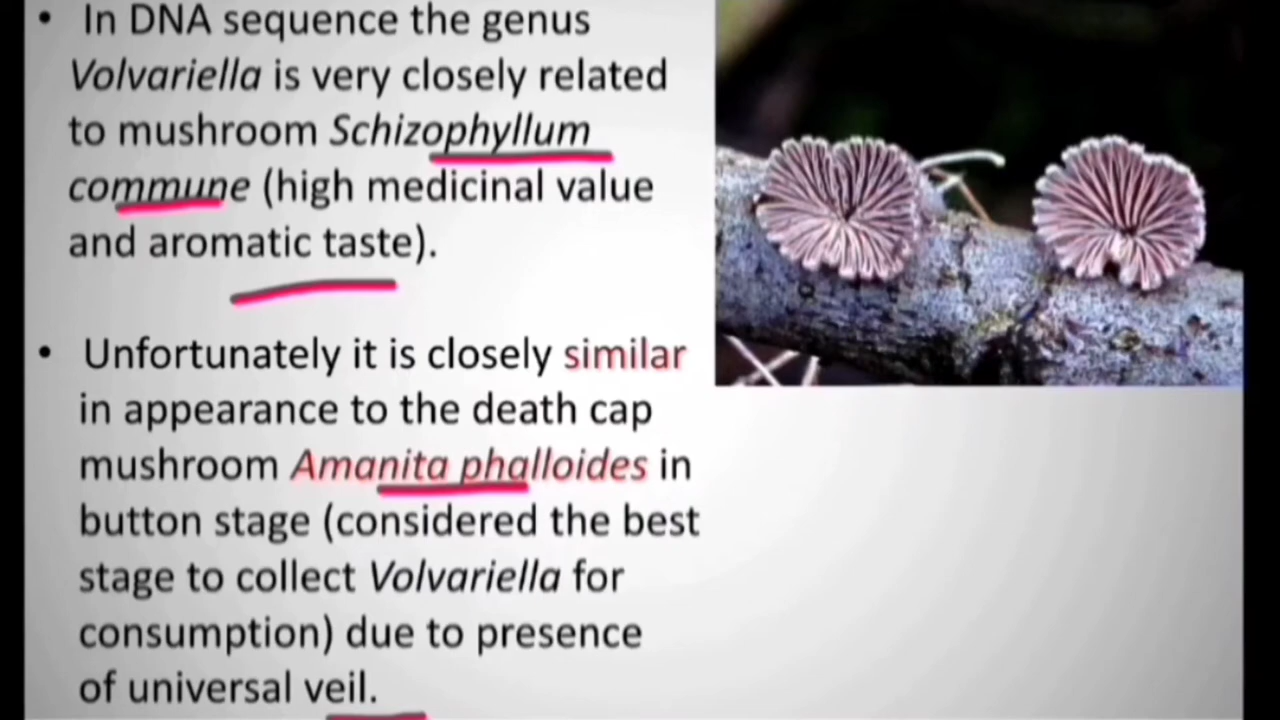 • In DNA sequence the genus
Volvariella is very closely related
to mushroom Schizophyllum
commune (high medicinal value
and aromatic taste).
• Unfortunately it is closely similar
in appearance to the death cap
mushroom Amanita phalloides in
button stage (considered the best
stage to collect Volvariella for
consumption) due to presence
of universal veil.